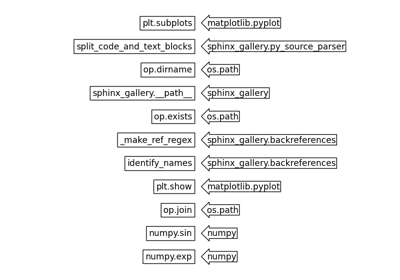 plt.subplots matplotlib.pyplot
split_code_and_text_blocks sphinx_gallery.py_source_parser
op.dirname os.path
sphinx_gallery.__path__ sphinx_gallery
op.exists os.path
_make_ref_regex sphinx_gallery.backreferences
identify_names sphinx_gallery.backreferences
plt.show matplotlib.pyplot
op.join os.path
numpy.sin numpy
numpy.exp numpy